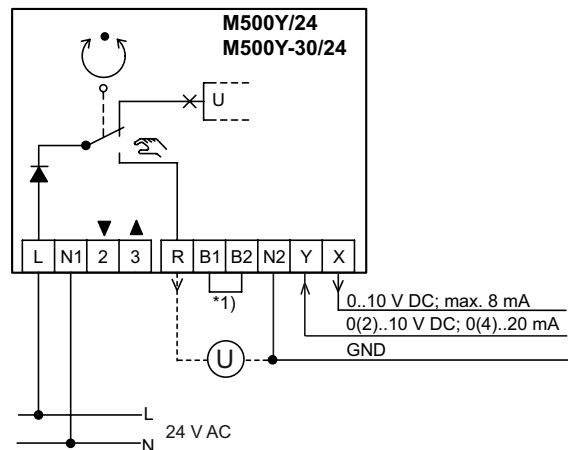 M500Y/24
M500Y-30/24
U
L N1 2 3 R B1 B2 N2 Y X
*1)
0..10 V DC; max. 8 mA
0(2)..10 V DC; 0(4)..20 mA
GND
U
L
24 V AC
N